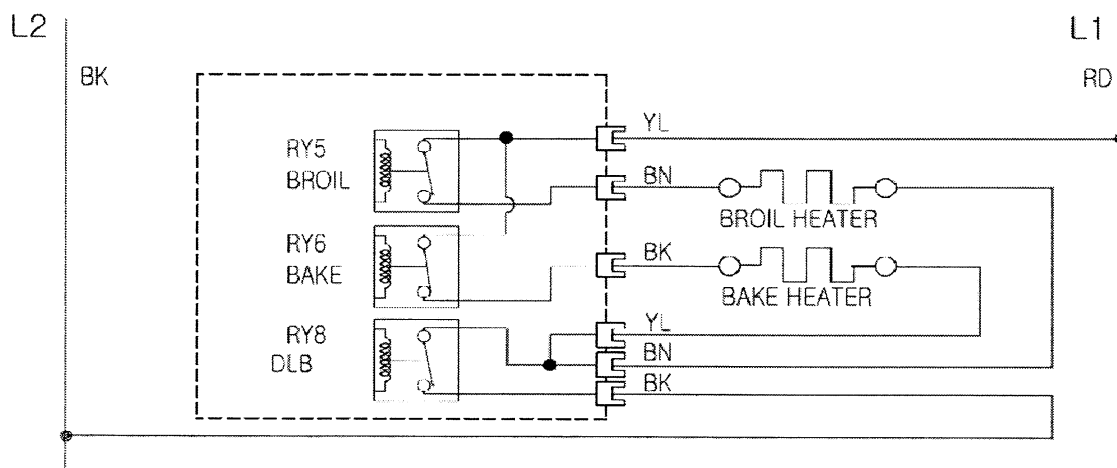 L2
L1
BK
RD
YL
RY5
BROIL
BN
BROIL HEATER
RY6
BAKE
BK
BAKE HEATER
YL
RY8
DLB
BN
BK